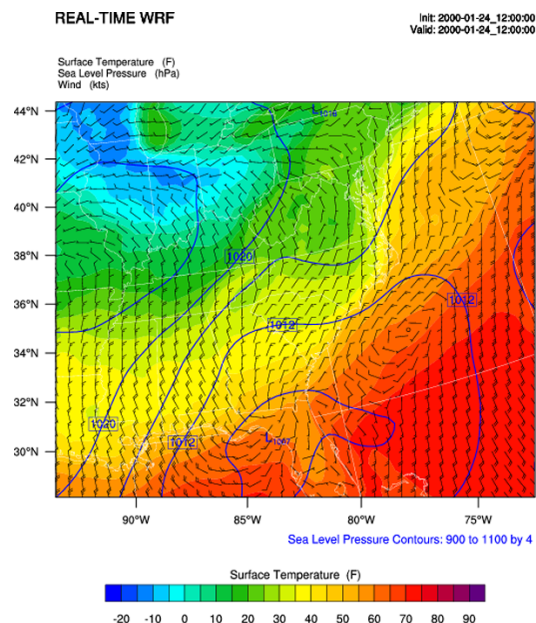 REAL-TIME WRF
Init: 2000-01-24_12:00:00
Valid: 2000-01-24_12:00:00
Surface Temperature (F)
Sea Level Pressure (hPa)
Wind (kts)
44°N
42°N
40°N
38°N
36°N
34°N
32°N
30°N
L1016
1020
1012
1012
1020
1012
L1007
90°W 85°W 80°W 75°W
Sea Level Pressure Contours: 900 to 1100 by 4
Surface Temperature (F)
-20 -10 0 10 20 30 40 50 60 70 80 90